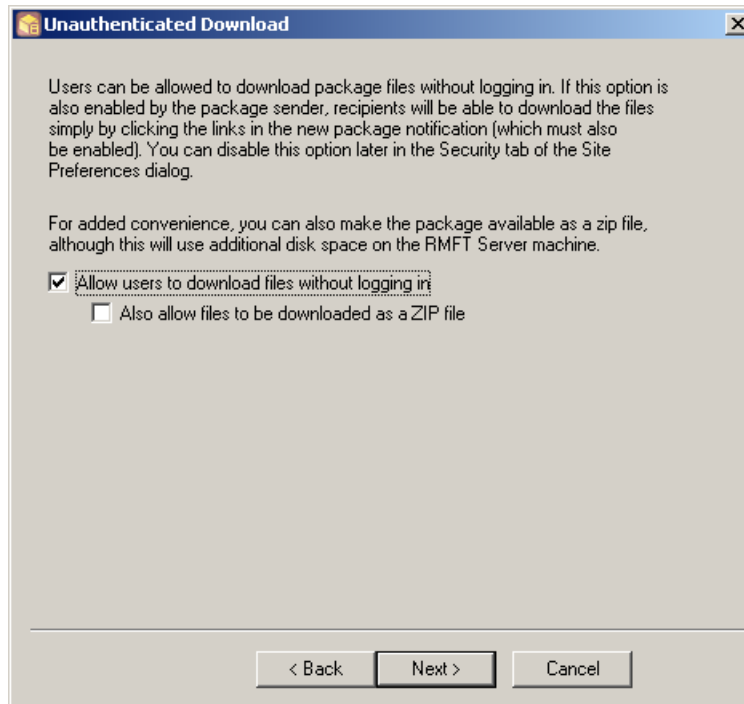 Unauthenticated Download
Users can be allowed to download package files without logging in. If this option is
also enabled by the package sender, recipients will be able to download the files
simply by clicking the links in the new package notification (which must also
be enabled). You can disable this option later in the Security tab of the Site
Preferences dialog.
For added convenience, you can also make the package available as a zip file,
although this will use additional disk space on the RMFT Server machine.
Allow users to download files without logging in
Also allow files to be downloaded as a ZIP file
< Back
Next >
Cancel